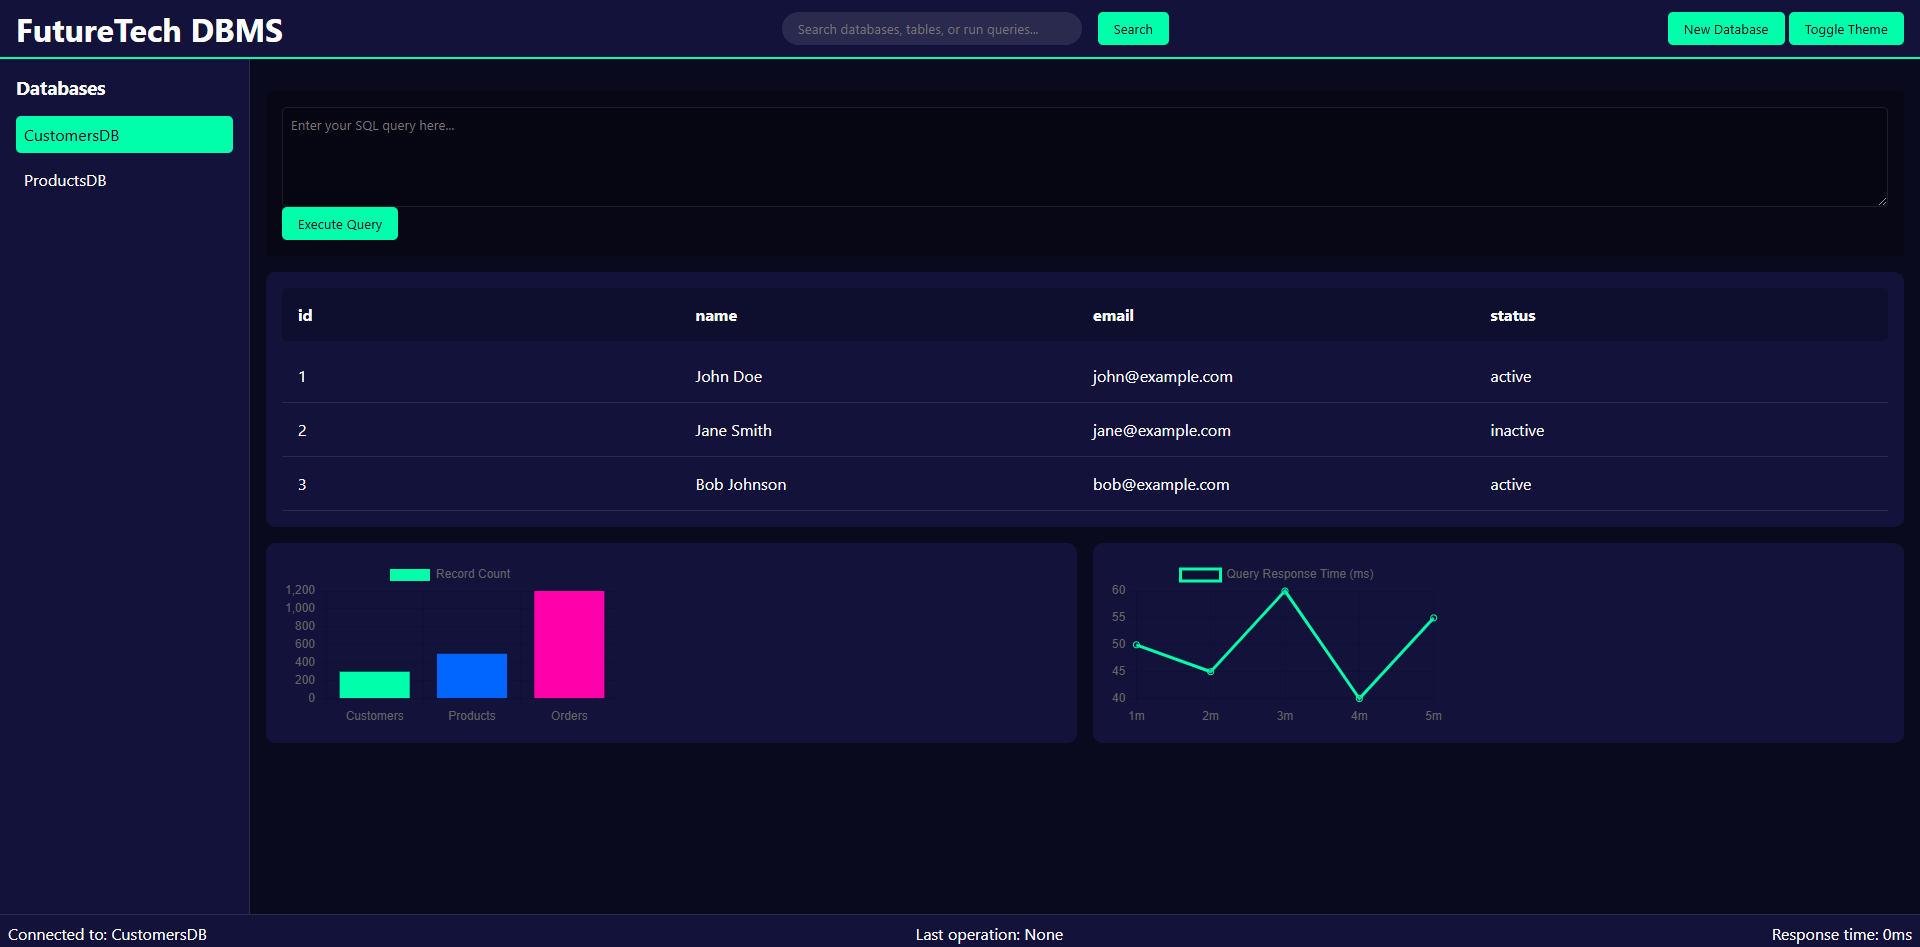 FutureTech DBMS
Search databases, tables, or run queries...
Search
New Database
Toggle Theme
Databases
CustomersDB
ProductsDB
Enter your SQL query here...
Execute Query
id name email status
1 John Doe john@example.com active
2 Jane Smith jane@example.com inactive
3 Bob Johnson bob@example.com active
Record Count
1,200
1,000
800
600
400
200
0
Customers Products Orders
Query Response Time (ms)
60
55
50
45
40
1m 2m 3m 4m 5m
Connected to: CustomersDB
Last operation: None
Response time: 0ms